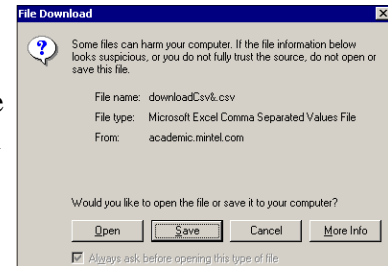 File Download
Some files can harm your computer. If the file information below
looks suspicious, or you do not fully trust the source, do not open or
save this file.
File name: downloadCsv&.csv
File type: Microsoft Excel Comma Separated Values File
From: academic.mintel.com
Would you like to open the file or save it to your computer?
Open Save Cancel More Info
Always ask before opening this type of file